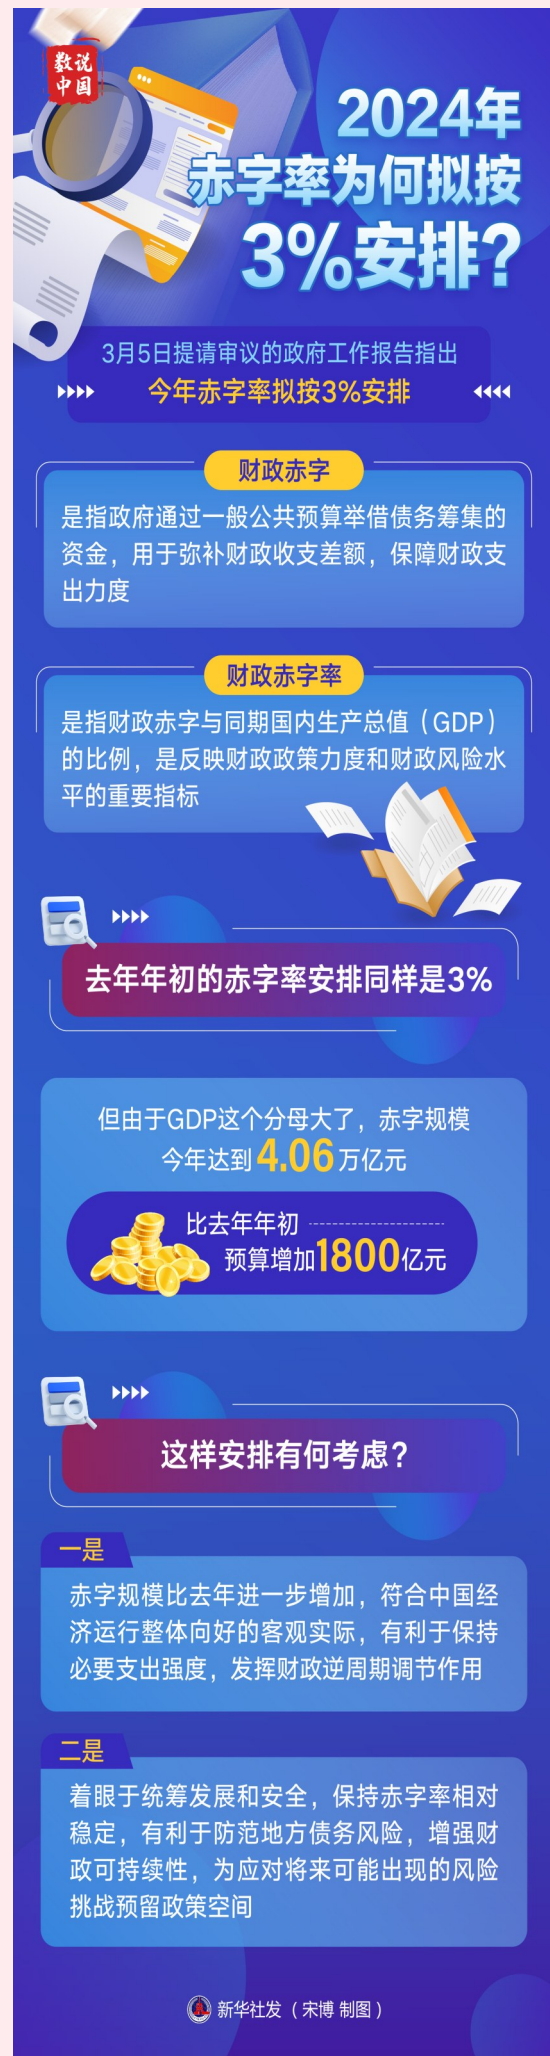 数说
中国
2024年
赤字率为何拟按
3%安排?
3月5日提请审议的政府工作报告指出
今年赤字率拟按3%安排
财政赤字
是指政府通过一般公共预算举借债务筹集的
资金，用于弥补财政收支差额，保障财政支
出力度
财政赤字率
是指财政赤字与同期国内生产总值（GDP）
的比例，是反映财政政策力度和财政风险水
平的重要指标
去年年初的赤字率安排同样是3%
但由于GDP这个分母大了，赤字规模
今年达到4.06万亿元
比去年年初
预算增加1800亿元
这样安排有何考虑?
一是
赤字规模比去年进一步增加，符合中国经
济运行整体向好的客观实际，有利于保持
必要支出强度，发挥财政逆周期调节作用
二是
着眼于统筹发展和安全，保持赤字率相对
稳定，有利于防范地方债务风险，增强财
政可持续性，为应对将来可能出现的风险
挑战预留政策空间
新华社发（宋博 制图）